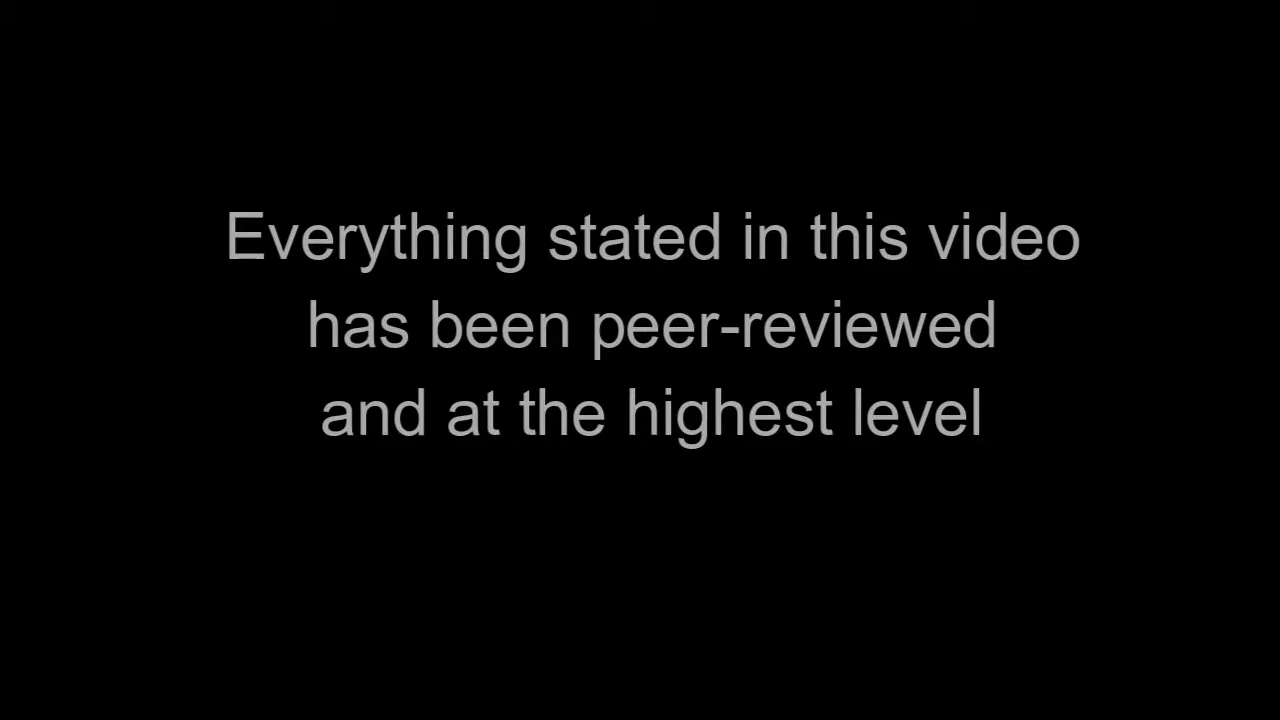 Everything stated in this video
has been peer-reviewed
and at the highest level